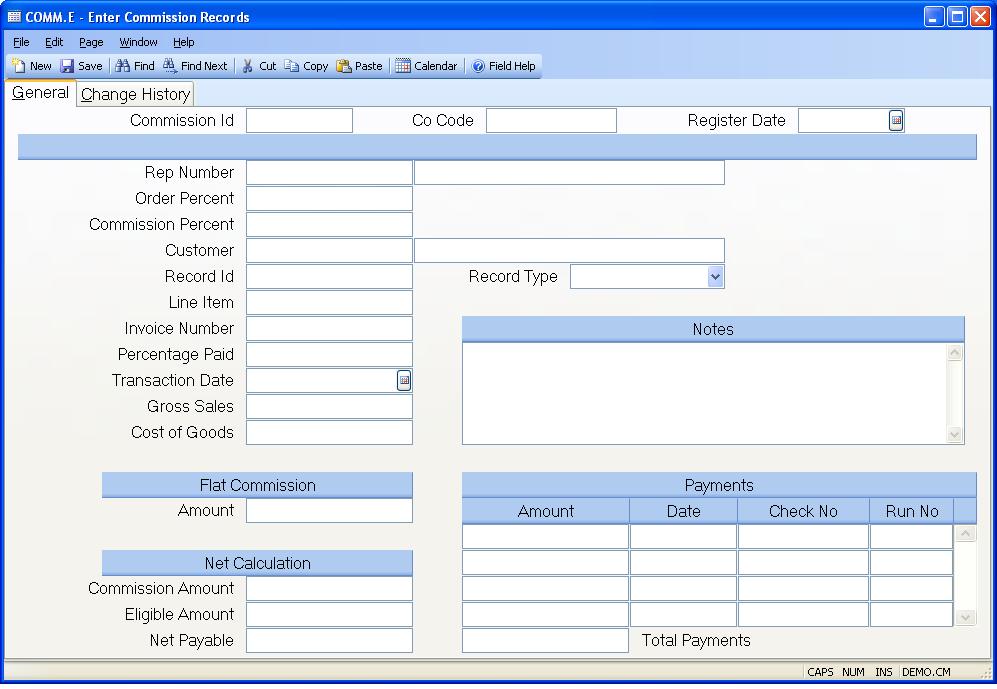 COMM.E - Enter Commission Records
File Edit Page Window Help
New Save Find Find Next Cut Copy Paste Calendar Field Help
General Change History
Commission Id Co Code Register Date
Rep Number
Order Percent
Commission Percent
Customer
Record Id Record Type
Line Item
Invoice Number Notes
Percentage Paid
Transaction Date
Gross Sales
Cost of Goods
Flat Commission Payments
Amount Amount Date Check No Run No
Net Calculation
Commission Amount
Eligible Amount
Net Payable Total Payments
CAPS NUM INS DEMO.CM